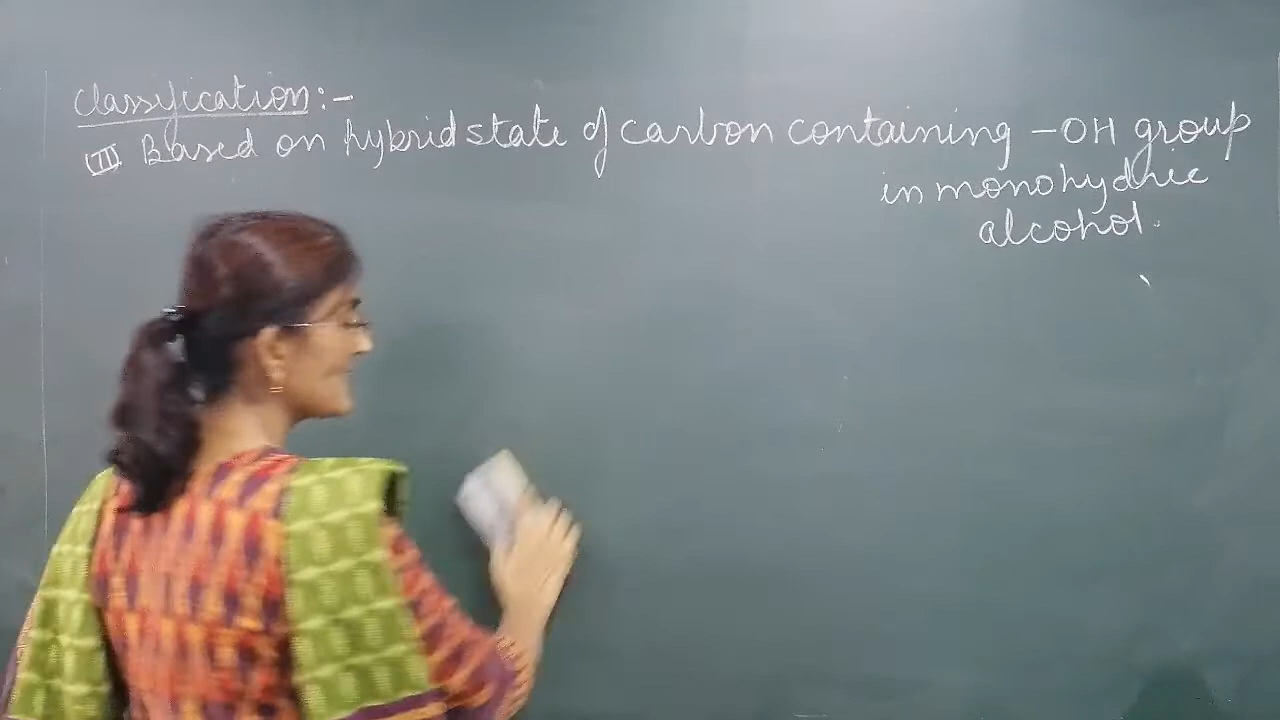 Classification:-
(III) Based on hybrid state of carbon containing -OH group
in monohydric
alcohol.